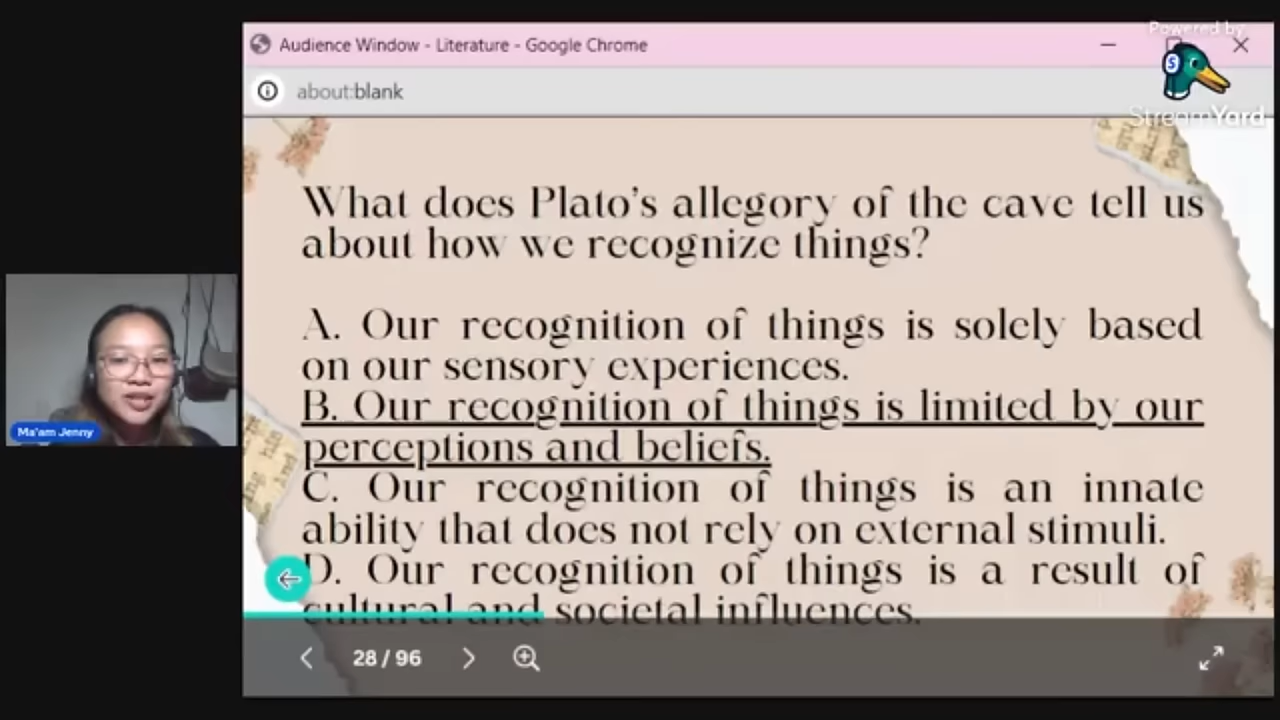 Audience Window - Literature - Google Chrome
Powered by
about:blank
StreamYard
What does Plato's allegory of the cave tell us
about how we recognize things?
A. Our recognition of things is solely based
on our sensory experiences.
B. Our recognition of things is limited by our
perceptions and beliefs.
C. Our recognition of things is an innate
ability that does not rely on external stimuli.
D. Our recognition of things is a result of
cultural and societal influences.
Ma'am Jenny
28 / 96